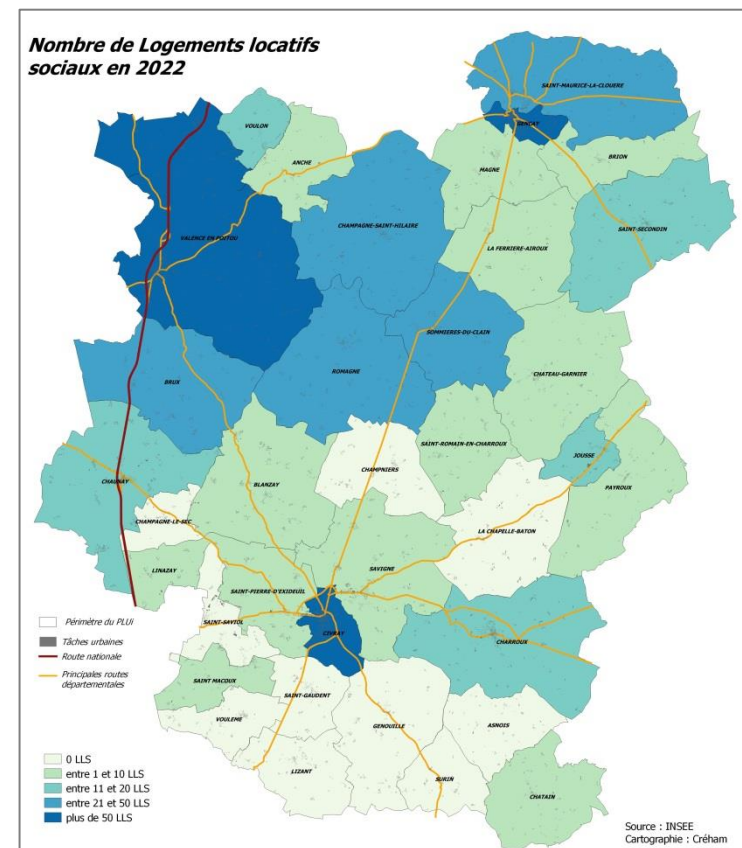 Nombre de Logements locatifs
sociaux en 2022
SAINT-MAURICE-LA-CLOUERE
GENCAY
VOULON
ANCHE
MAGNE
BRION
CHAMPAGNE-SAINT-HILAIRE
SAINT-SECONDIN
VALENCE EN POITOU
LA FERRIERE-AIROUX
SOMMIERES-DU-CLAIN
ROMAGNE
CHATEAU-GARNIER
BRUX
SAINT-ROMAIN-EN-CHARROUX
JOUSSE
CHAMPNIERS
CHAUNAY
BLANZAY
PAYROUX
CHAMPAGNE-LE-SEC
LA CHAPELLE-BATON
LINAZAY
SAVIGNE
SAINT-PIERRE-D'EXIDEUIL
SAINT-SAVIOL
CIVRAY
CHARROUX
SAINT MACOUX
SAINT-GAUDENT
VOULEME
GENOUILLE
ASNOIS
LIZANT
SURIN
CHATAIN
Périmètre du PLUi
Tâches urbaines
Route nationale
Principales routes
départementales
0 LLS
entre 1 et 10 LLS
entre 11 et 20 LLS
entre 21 et 50 LLS
plus de 50 LLS
Source : INSEE
Cartographie : Créham